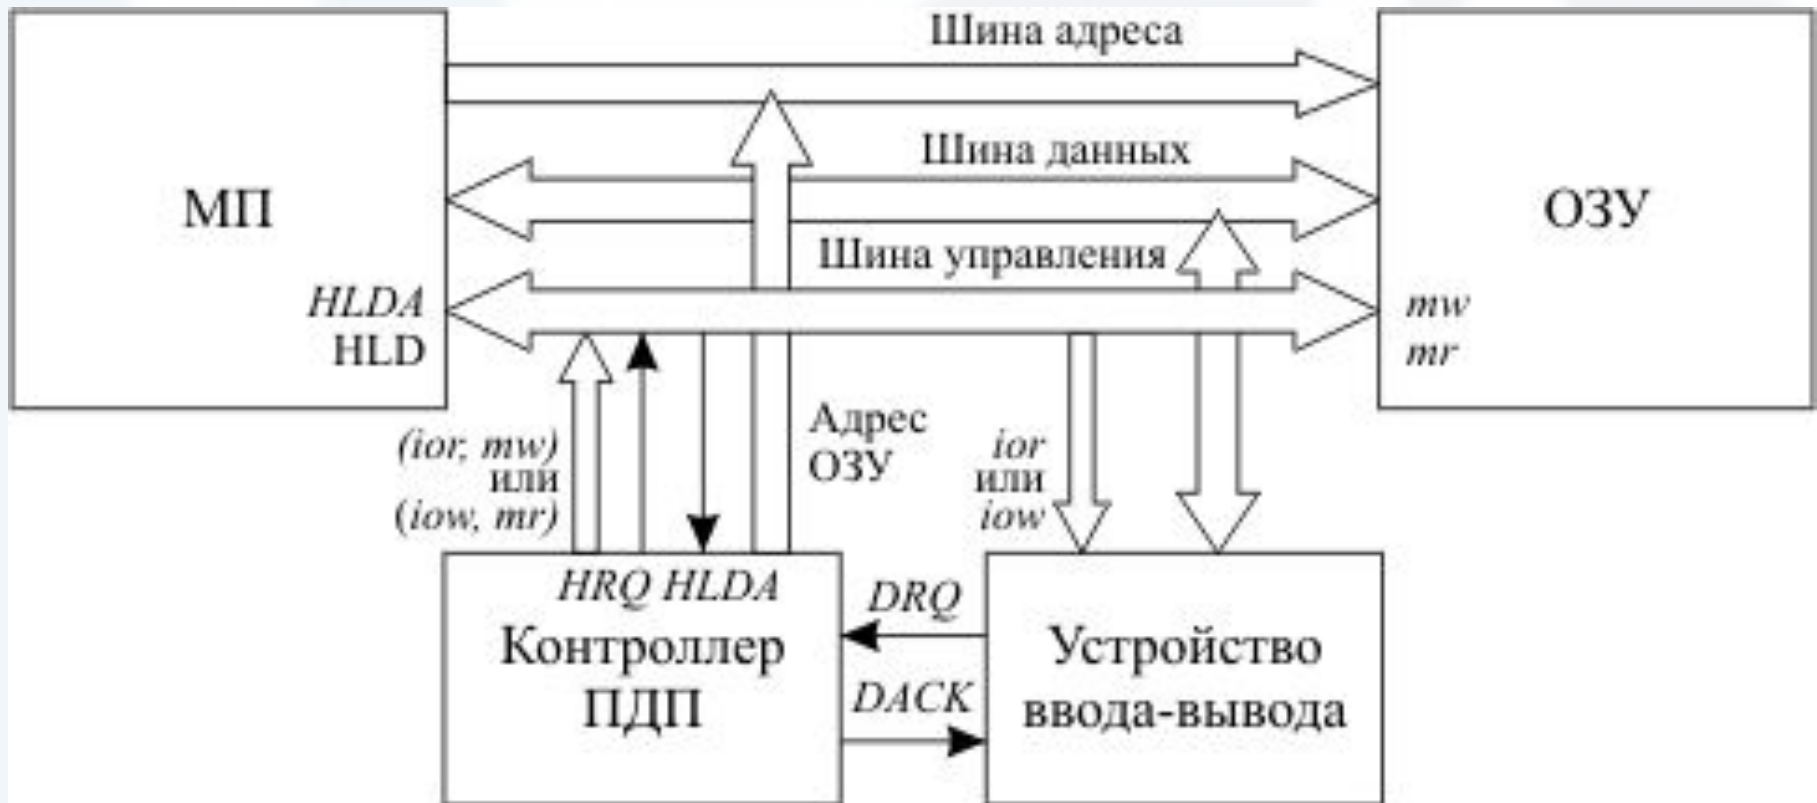 Шина адреса
Шина данных
МП
ОЗУ
Шина управления
HLDA
HLD
mw
mr
(ior, mw)
или
(iow, mr)
Адрес
ОЗУ
ior
или
iow
HRQ HLDA
DRQ
Контроллер
ПДП
DACK
Устройство
ввода-вывода